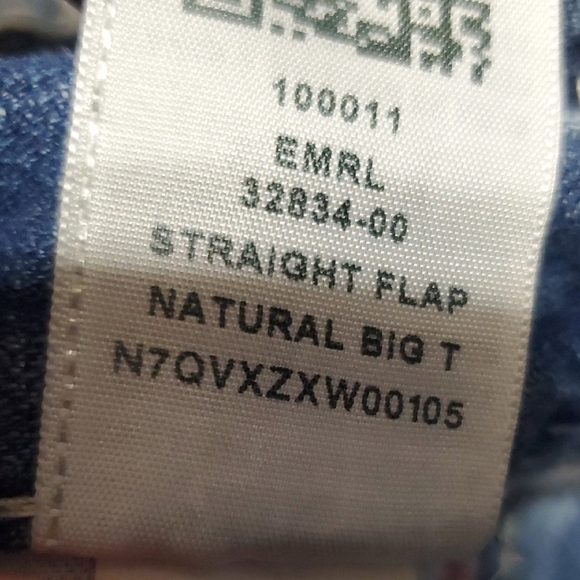 100011
EMRL
32834-00
STRAIGHT FLAP
NATURAL BIG T
N7QVXZXW00105